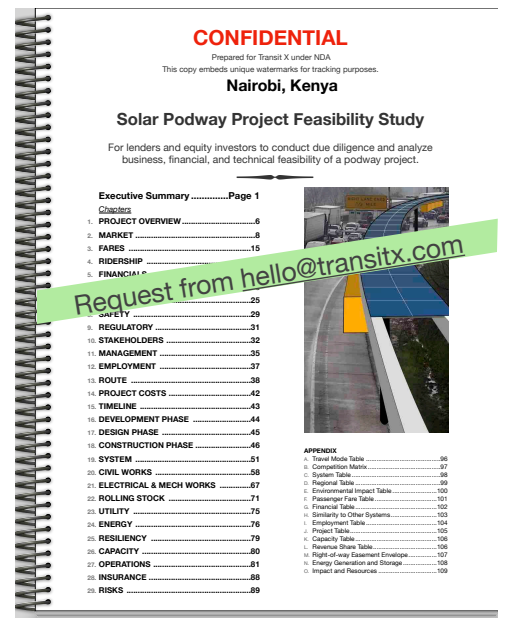 CONFIDENTIAL
Prepared for Transit X under NDA
This copy embeds unique watermarks for tracking purposes.
Nairobi, Kenya
Solar Podway Project Feasibility Study
For lenders and equity investors to conduct due diligence and analyze
business, financial, and technical feasibility of a podway project.
Executive Summary..............Page 1
Chapters
1. PROJECT OVERVIEW..................................6
2. MARKET..................................8
3. FARES..................................15
4. RIDERSHIP
5. FINANCIALS
Request from hello@transitx.com
25
8. SAFETY..................................29
9. REGULATORY..................................31
10. STAKEHOLDERS..................................32
11. MANAGEMENT..................................35
12. EMPLOYMENT..................................37
13. ROUTE..................................38
14. PROJECT COSTS..................................42
15. TIMELINE..................................43
16. DEVELOPMENT PHASE..................................44
17. DESIGN PHASE..................................45
18. CONSTRUCTION PHASE..................................46
19. SYSTEM..................................51
20. CIVIL WORKS..................................58
21. ELECTRICAL & MECH WORKS..................................67
22. ROLLING STOCK..................................71
23. UTILITY..................................75
24. ENERGY..................................76
25. RESILIENCY..................................79
26. CAPACITY..................................80
27. OPERATIONS..................................81
28. INSURANCE..................................88
29. RISKS..................................89
APPENDIX
A. Travel Mode Table..................................96
B. Competition Matrix..................................97
C. System Table..................................98
D. Regional Table..................................99
E. Environmental Impact Table..................................100
F. Passenger Fare Table..................................101
G. Financial Table..................................102
H. Similarity to Other Systems..................................103
I. Employment Table..................................104
J. Project Table..................................105
K. Capacity Table..................................106
L. Revenue Share Table..................................106
M. Right-of-way Easement Envelope..................................107
N. Energy Generation and Storage..................................108
O. Impact and Resources..................................109